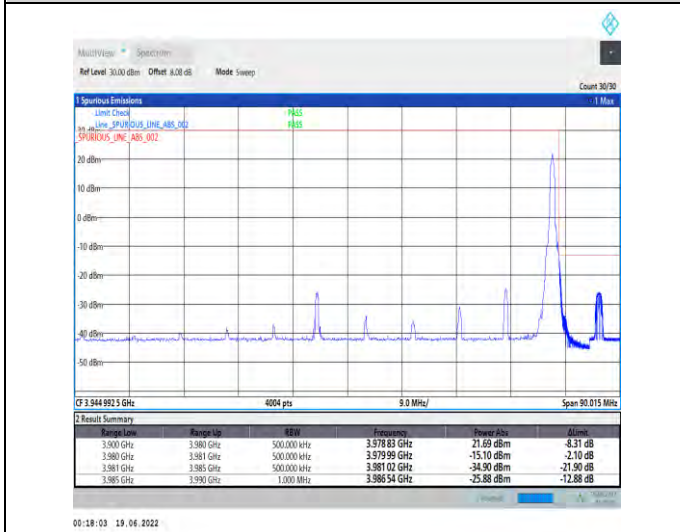 MultiView Spectrum
Ref Level 30.00 dBm Offset 8.08 dB Mode Sweep
Count 30/30
1 Spurious Emissions 1 Max
Limit Check PASS
Line _SPURIOUS_LINE_ABS_002 PASS
30 dBm
_SPURIOUS_LINE_ABS_002
20 dBm
10 dBm
0 dBm
-10 dBm
-20 dBm
-30 dBm
-40 dBm
-50 dBm
CF 3.944 992 5 GHz 4004 pts 9.0 MHz/ Span 90.015 MHz
2 Result Summary
Range Low Range Up RBW Frequency Power Abs ΔLimit
3.900 GHz 3.980 GHz 500.000 kHz 3.978 83 GHz 21.69 dBm -8.31 dB
3.980 GHz 3.981 GHz 500.000 kHz 3.979 99 GHz -15.10 dBm -2.10 dB
3.981 GHz 3.985 GHz 500.000 kHz 3.981 02 GHz -34.90 dBm -21.90 dB
3.985 GHz 3.990 GHz 1.000 MHz 3.986 54 GHz -25.88 dBm -12.88 dB
00:18:03 19.06.2022